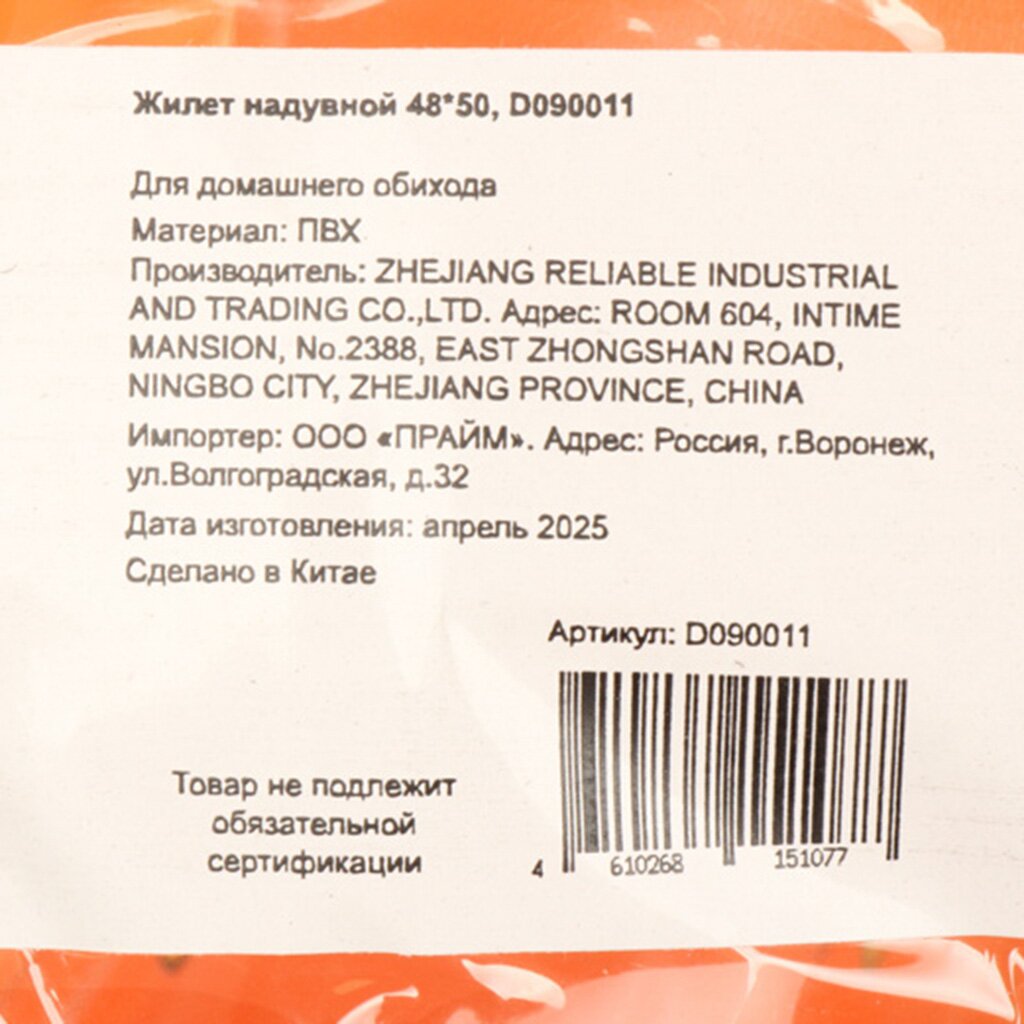 Жилет надувной 48*50, D090011
Для домашнего обихода
Материал: ПВХ
Производитель: ZHEJIANG RELIABLE INDUSTRIAL
AND TRADING CO.,LTD. Адрес: ROOM 604, INTIME
MANSION, No.2388, EAST ZHONGSHAN ROAD,
NINGBO CITY, ZHEJIANG PROVINCE, CHINA
Импортер: ООО «ПРАЙМ». Адрес: Россия, г.Воронеж,
ул.Волгоградская, д.32
Дата изготовления: апрель 2025
Сделано в Китае
Артикул: D090011
Товар не подлежит
обязательной
сертификации
4 610268 151077